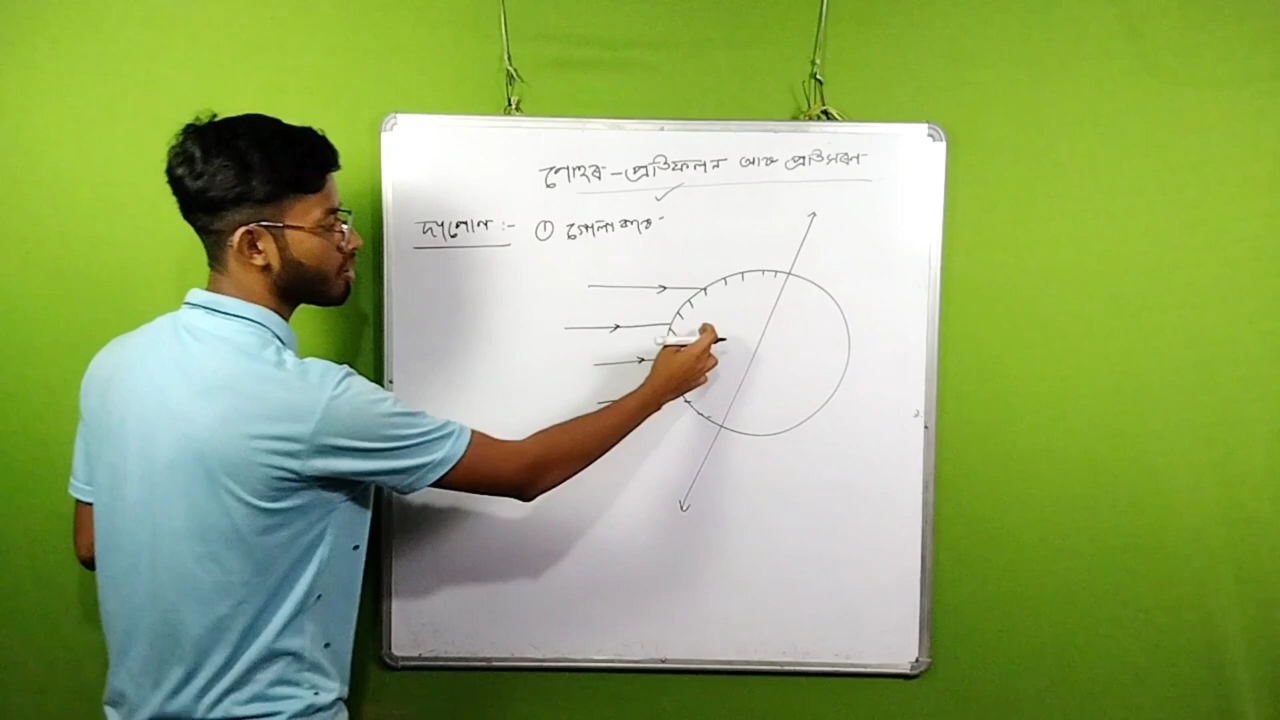 পোহৰ - প্ৰতিফলন আৰু প্ৰতিসৰণ
দাপোন :- ① গোলাকাৰ